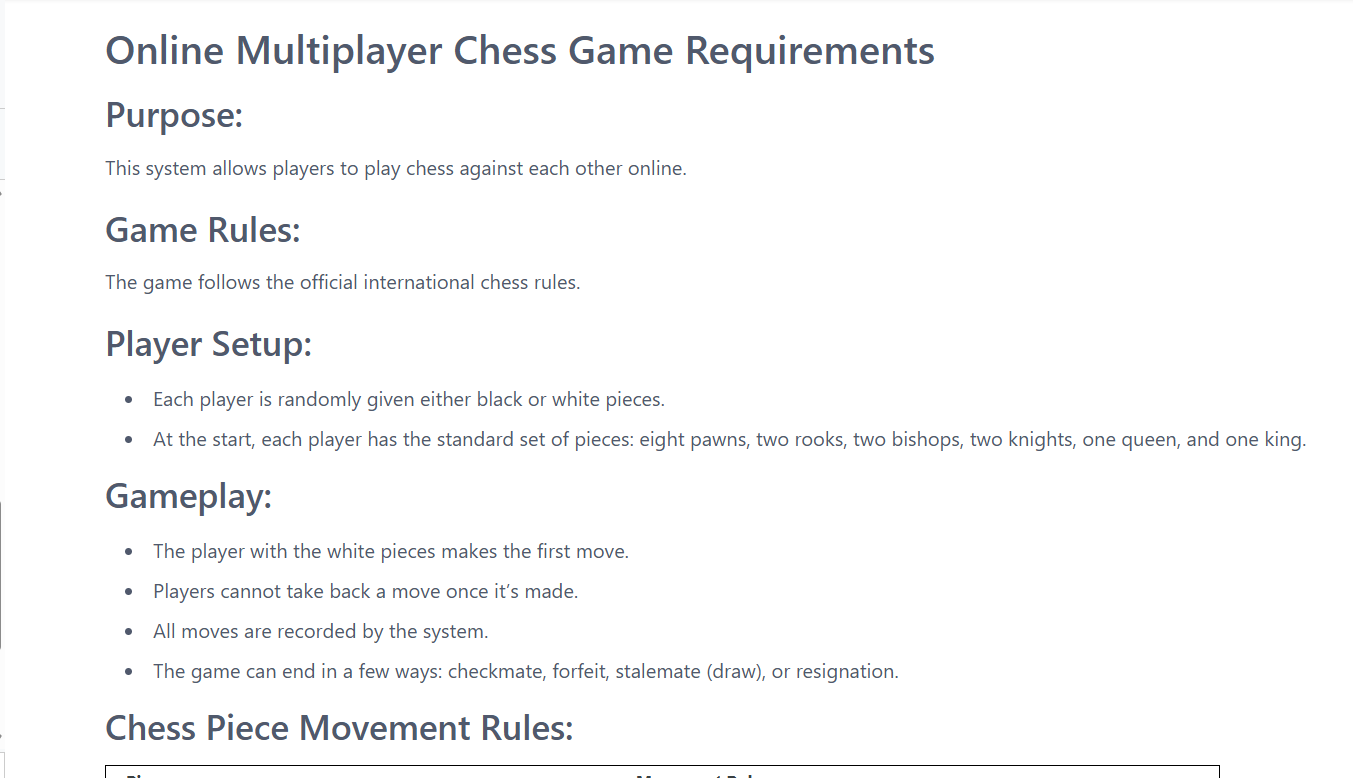 Online Multiplayer Chess Game Requirements
Purpose:
This system allows players to play chess against each other online.
Game Rules:
The game follows the official international chess rules.
Player Setup:
Each player is randomly given either black or white pieces.
At the start, each player has the standard set of pieces: eight pawns, two rooks, two bishops, two knights, one queen, and one king.
Gameplay:
The player with the white pieces makes the first move.
Players cannot take back a move once it’s made.
All moves are recorded by the system.
The game can end in a few ways: checkmate, forfeit, stalemate (draw), or resignation.
Chess Piece Movement Rules: